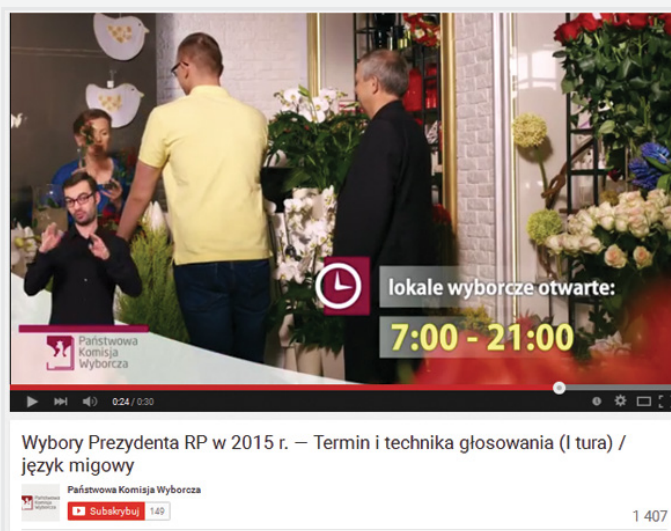 lokale wyborcze otwarte:
7:00 - 21:00
Państwowa
Komisja
Wyborcza
0:24 / 0:30
Wybory Prezydenta RP w 2015 r. — Termin i technika głosowania (I tura) /
język migowy
Państwowa Komisja Wyborcza
Państwowa
Komisja
Wyborcza
Subskrybuj 149
1 407